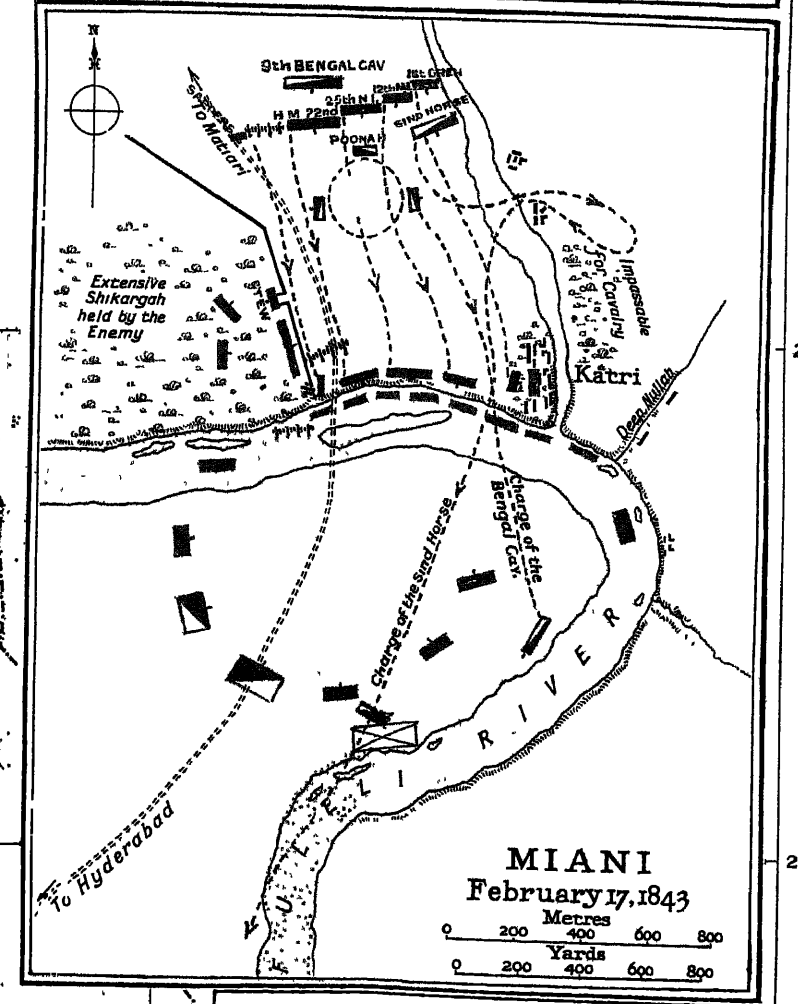 N
9th BENGAL CAV
1st GREN
12th N.I.
25th N I.
H M 22nd
SIND HORSE
POONAH
SAPPERS
To Matiari
Extensive
Shikargah
held by the
Enemy
Impassable
For Cavalry
Katri
Deep Nullah
Charge of the
Bengal Cav.
Charge of the Sind Horse
FULELI RIVER
To Hyderabad
MIANI
February 17, 1843
Metres
0 200 400 600 800
Yards
0 200 400 600 800
2